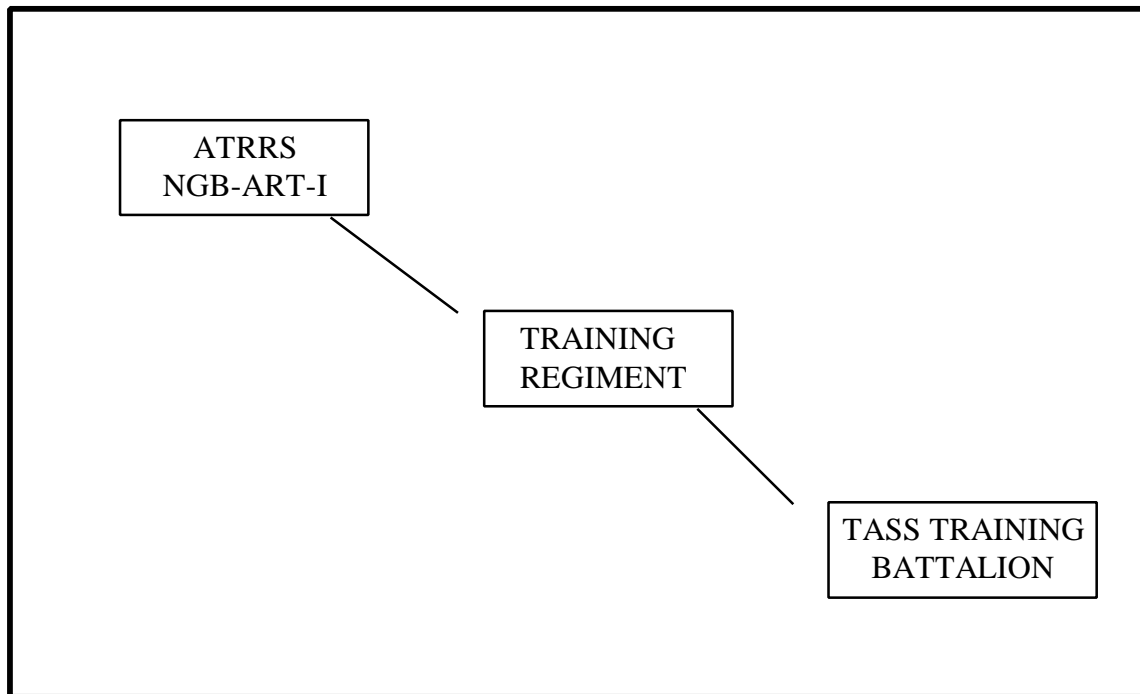 ATRRS
NGB-ART-I
TRAINING
REGIMENT
TASS TRAINING
BATTALION